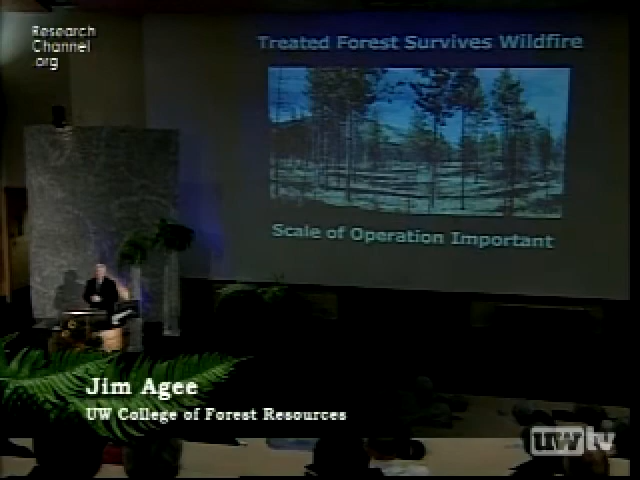 Research
Channel
.org
Treated Forest Survives Wildfire
Scale of Operation Important
Jim Agee
UW College of Forest Resources
uwtv